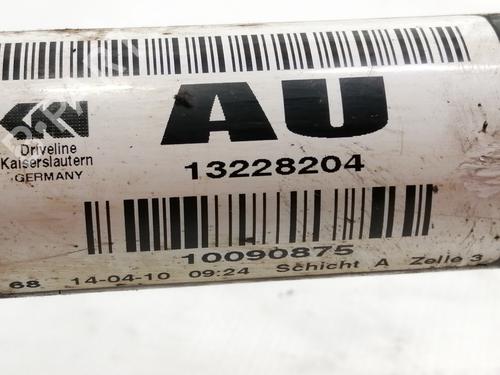 AU
Driveline
Kaiserslautern
GERMANY
13228204
10090875
68 14-04-10 09:24 Schicht A Zelle 3